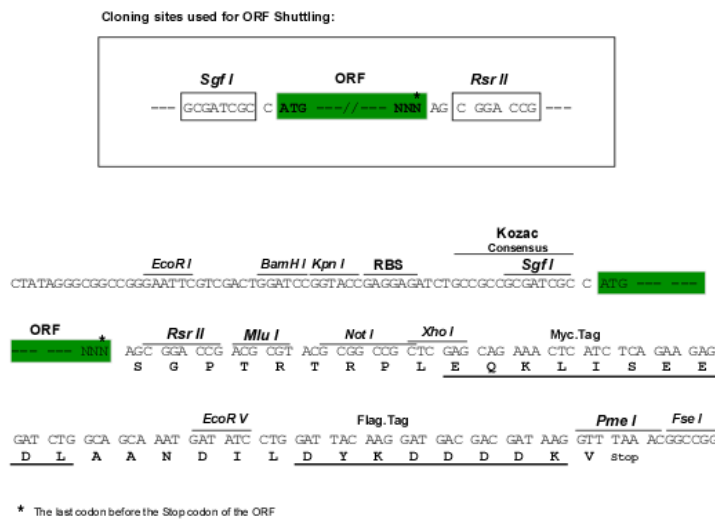 Cloning sites used for ORF Shuttling:
Sgf I ORF Rsr II
--- GCGATCGC C ATG ---//--- NNN* AG C GGA CCG ---
Kozac
Consensus
EcoR I BamH I Kpn I RBS Sgf I
CTATAGGGCGGCCGGGAATTCGTCGACTGGATCCGGTACCGAGGAGATCTGCCGCCGCGATCGC C ATG --- ---
ORF Rsr II Mlu I Not I Xho I Myc.Tag
--- --- NNN* AGC GGA CCG ACG CGT ACG CGG CCG CTC GAG CAG AAA CTC ATC TCA GAA GAG
S G P T R T R P L E Q K L I S E E
EcoR V Flag.Tag Pme I Fse I
GAT CTG GCA GCA AAT GAT ATC CTG GAT TAC AAG GAT GAC GAC GAT AAG GTT TAA ACGGCCGG
D L A A N D I L D Y K D D D D K V Stop
* The last codon before the Stop codon of the ORF